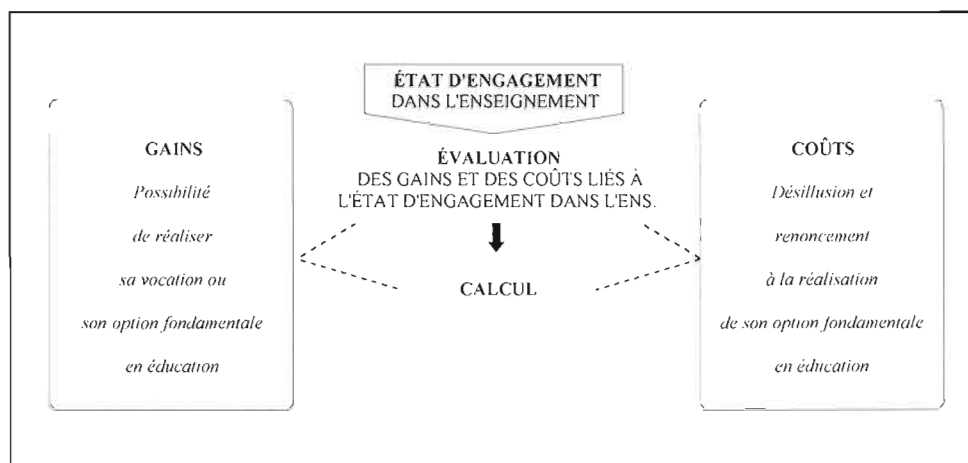 ÉTAT D'ENGAGEMENT
DANS L'ENSEIGNEMENT
GAINS
Possibilité
de réaliser
sa vocation ou
son option fondamentale
en éducation
ÉVALUATION
DES GAINS ET DES COÛTS LIÉS À
L'ÉTAT D'ENGAGEMENT DANS L'ENS.
CALCUL
COÛTS
Désillusion et
renoncement
à la réalisation
de son option fondamentale
en éducation